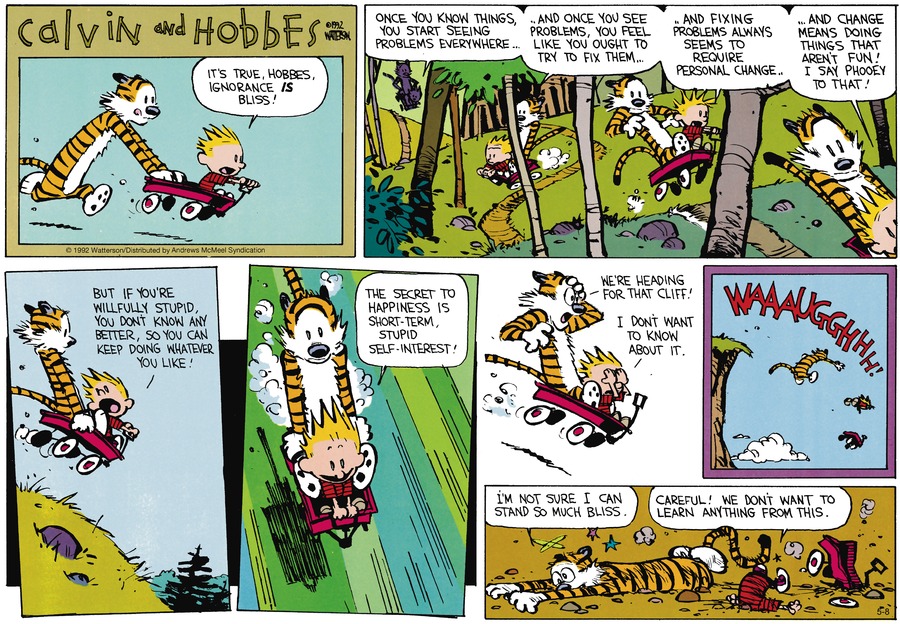 Calvin and Hobbes
©1992
WATTERSON
IT'S TRUE, HOBBES,
IGNORANCE IS
BLISS!
© 1992 Watterson/Distributed by Andrews McMeel Syndication
ONCE YOU KNOW THINGS,
YOU START SEEING
PROBLEMS EVERYWHERE...
...AND ONCE YOU SEE
PROBLEMS, YOU FEEL
LIKE YOU OUGHT TO
TRY TO FIX THEM...
...AND FIXING
PROBLEMS ALWAYS
SEEMS TO
REQUIRE
PERSONAL CHANGE...
...AND CHANGE
MEANS DOING
THINGS THAT
AREN'T FUN!
I SAY PHOOEY
TO THAT!
BUT IF YOU'RE
WILLFULLY STUPID,
YOU DON'T KNOW ANY
BETTER, SO YOU CAN
KEEP DOING WHATEVER
YOU LIKE!
THE SECRET TO
HAPPINESS IS
SHORT-TERM,
STUPID
SELF-INTEREST!
WE'RE HEADING
FOR THAT CLIFF!
I DON'T WANT
TO KNOW
ABOUT IT.
WAAAUGGHHH!
I'M NOT SURE I CAN
STAND SO MUCH BLISS.
CAREFUL! WE DON'T WANT TO
LEARN ANYTHING FROM THIS.
5-8